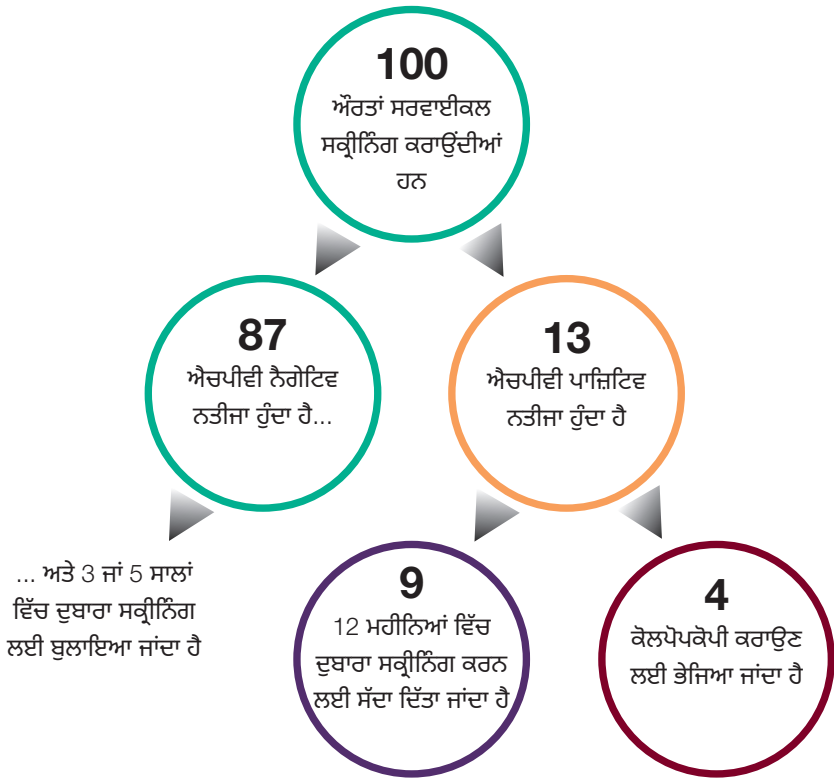 100
ਔਰਤਾਂ ਸਰਵਾਈਕਲ
ਸਕ੍ਰੀਨਿੰਗ ਕਰਾਉਂਦੀਆਂ
ਹਨ
87
ਐਚਪੀਵੀ ਨੈਗੇਟਿਵ
ਨਤੀਜਾ ਹੁੰਦਾ ਹੈ...
13
ਐਚਪੀਵੀ ਪਾਜ਼ਿਟਿਵ
ਨਤੀਜਾ ਹੁੰਦਾ ਹੈ
... ਅਤੇ 3 ਜਾਂ 5 ਸਾਲਾਂ
ਵਿੱਚ ਦੁਬਾਰਾ ਸਕ੍ਰੀਨਿੰਗ
ਲਈ ਬੁਲਾਇਆ ਜਾਂਦਾ ਹੈ
9
12 ਮਹੀਨਿਆਂ ਵਿੱਚ
ਦੁਬਾਰਾ ਸਕ੍ਰੀਨਿੰਗ ਕਰਨ
ਲਈ ਸੱਦਾ ਦਿੱਤਾ ਜਾਂਦਾ ਹੈ
4
ਕੋਲਪੋਪਕੋਪੀ ਕਰਾਉਣ
ਲਈ ਭੇਜਿਆ ਜਾਂਦਾ ਹੈ